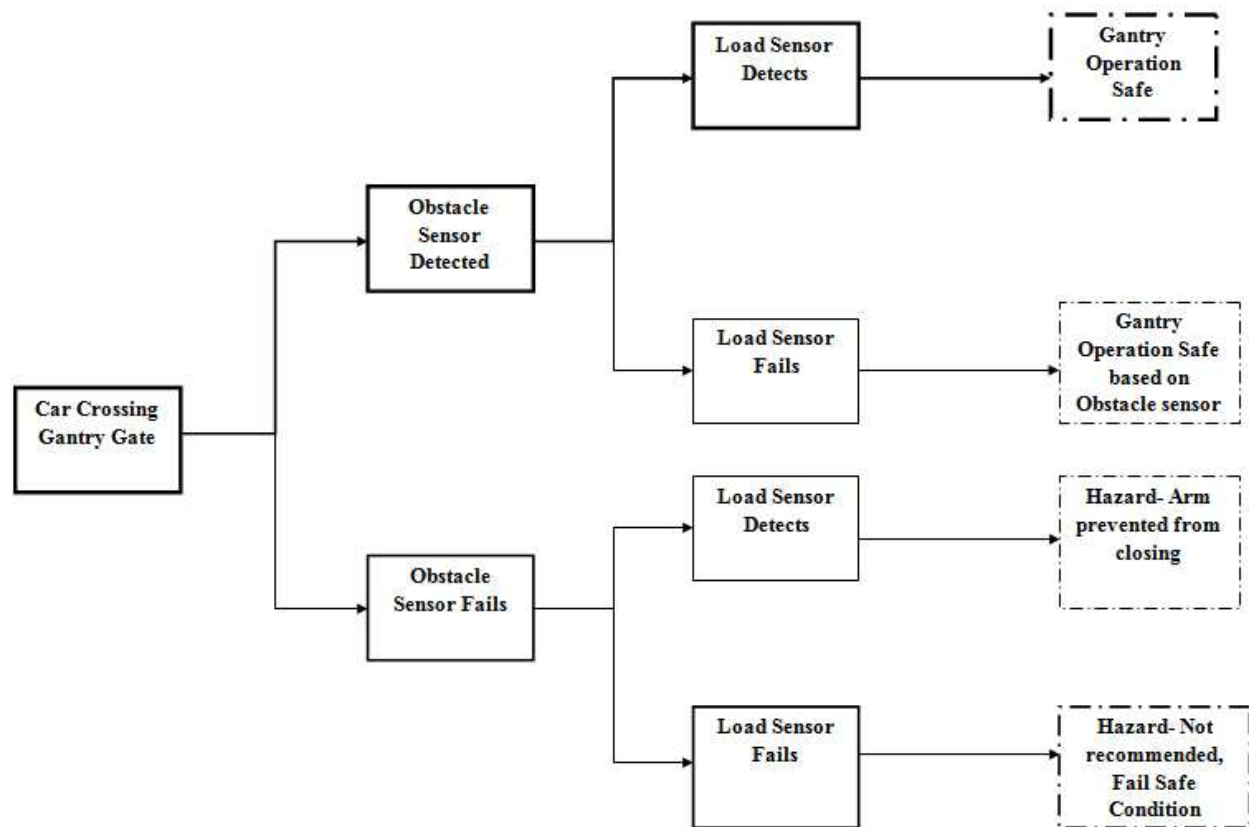 Load Sensor
Detects
Gantry
Operation
Safe
Obstacle
Sensor
Detected
Load Sensor
Fails
Gantry
Operation Safe
based on
Obstacle sensor
Car Crossing
Gantry Gate
Load Sensor
Detects
Hazard- Arm
prevented from
closing
Obstacle
Sensor Fails
Load Sensor
Fails
Hazard- Not
recommended,
Fail Safe
Condition